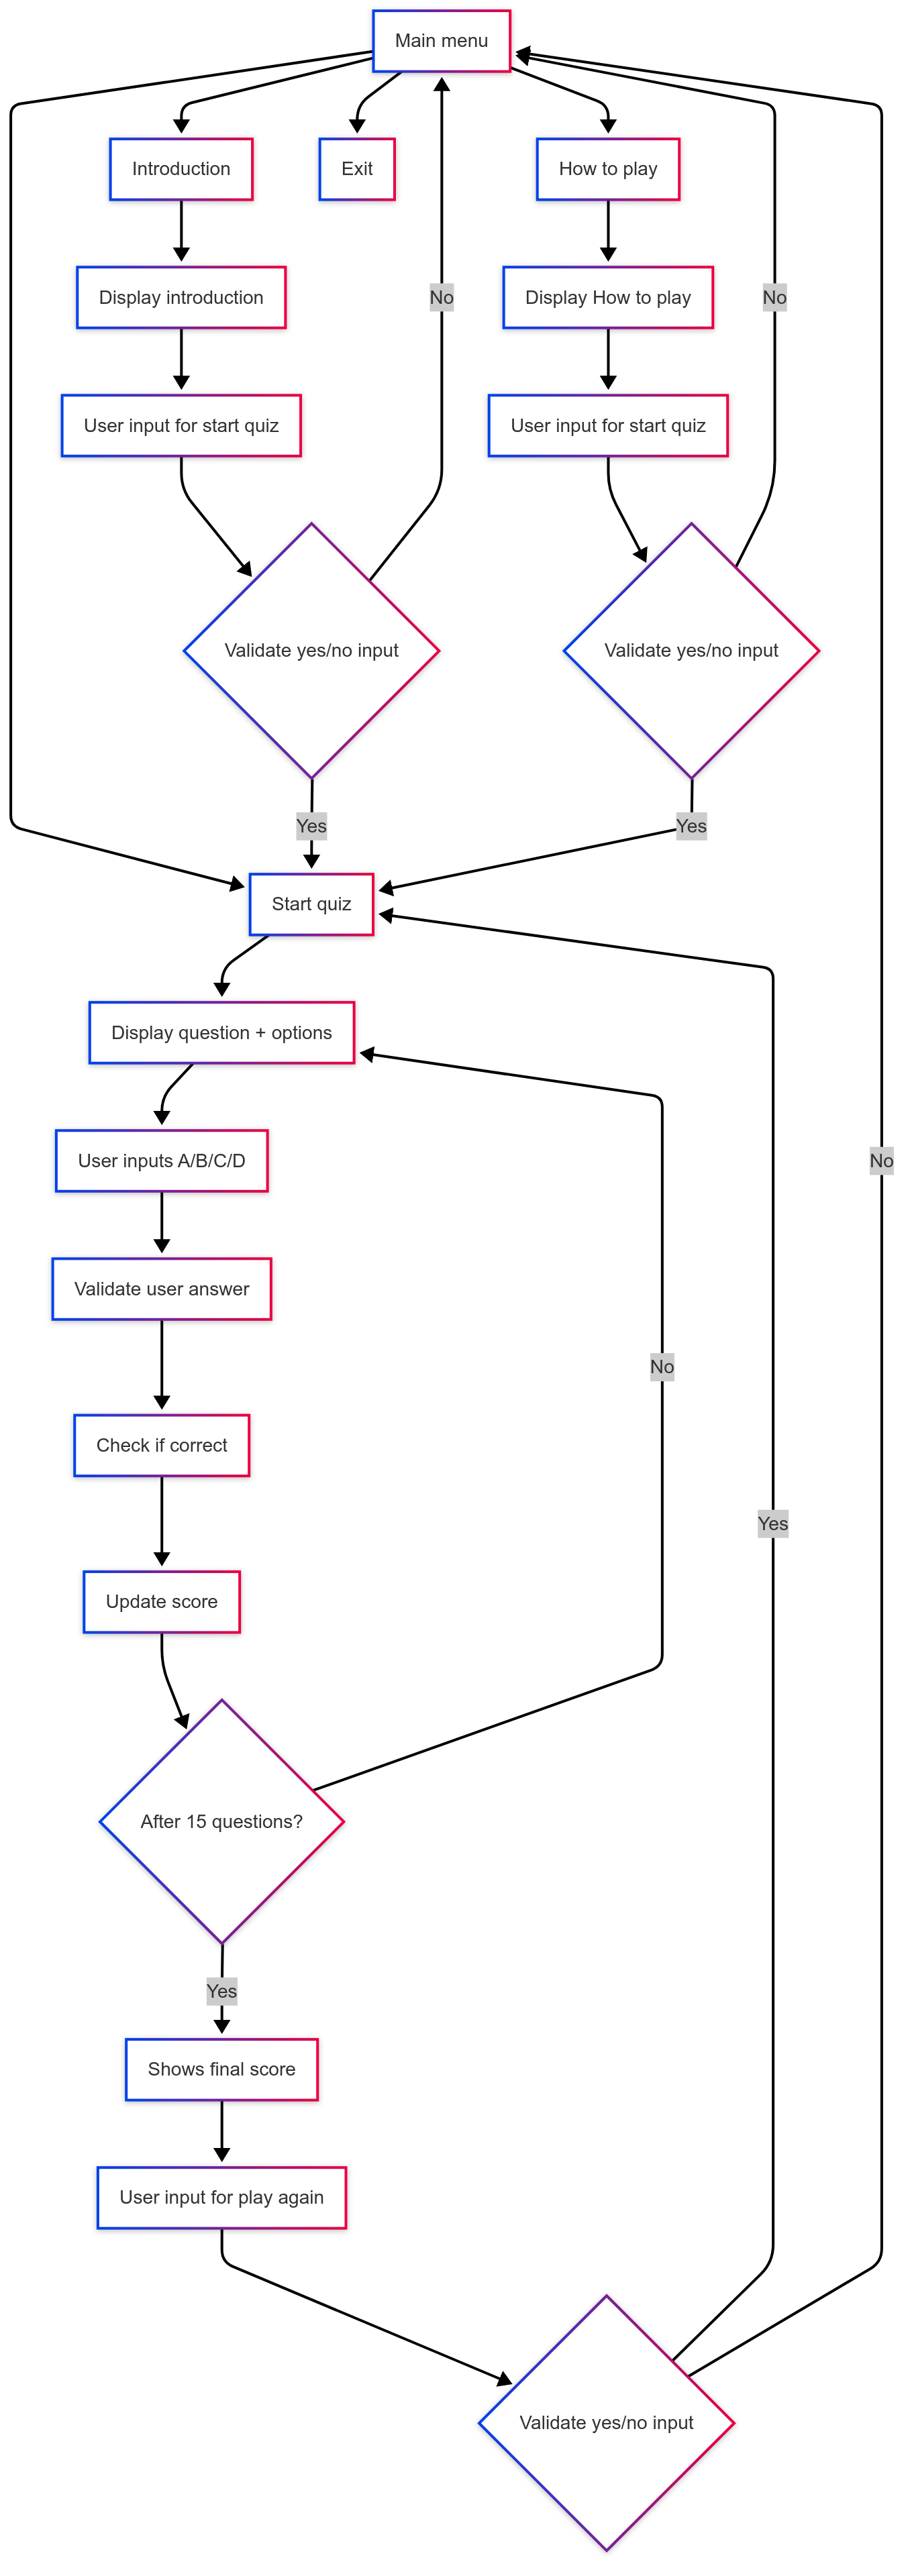 Main menu
Introduction
Exit
How to play
Display introduction
No
Display How to play
No
User input for start quiz
User input for start quiz
Validate yes/no input
Validate yes/no input
Yes
Yes
Start quiz
Display question + options
User inputs A/B/C/D
No
Validate user answer
No
Check if correct
Yes
Update score
After 15 questions?
Yes
Shows final score
User input for play again
Validate yes/no input